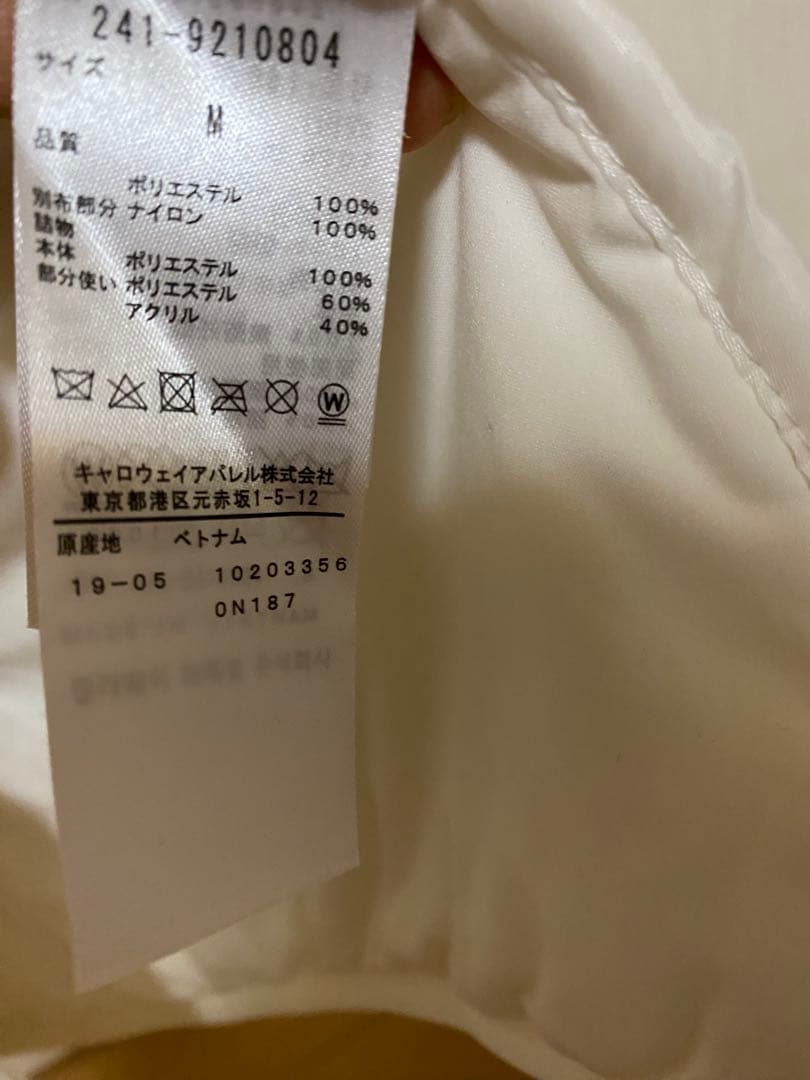 241-9210804
サイズ
M
品質
ポリエステル 100%
別布部分 ナイロン 100%
詰物
本体 ポリエステル 100%
部分使い ポリエステル 60%
アクリル 40%
W
キャロウェイアパレル株式会社
東京都港区元赤坂1-5-12
原産地 ベトナム
19-05 10203356
0N187